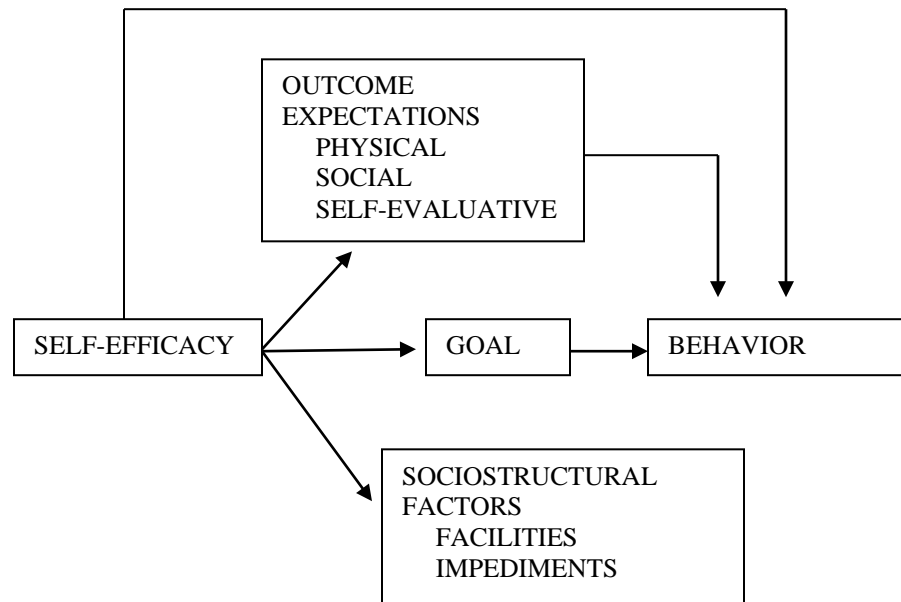 OUTCOME
EXPECTATIONS
PHYSICAL
SOCIAL
SELF-EVALUATIVE
SELF-EFFICACY
GOAL
BEHAVIOR
SOCIOSTRUCTURAL
FACTORS
FACILITIES
IMPEDIMENTS